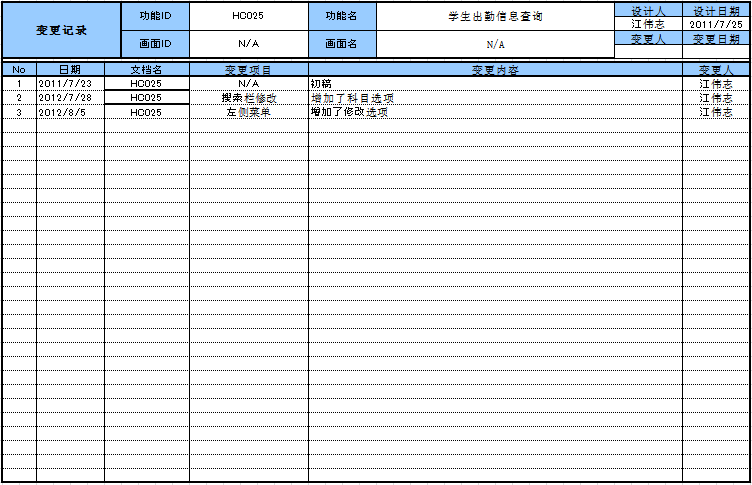 变更记录 功能ID HC025 功能名 学生出勤信息查询 设计人 设计日期
江伟志 2011/7/25
画面ID N/A 画面名 N/A 变更人 变更日期
No 日期 文档名 变更项目 变更内容 变更人
1 2011/7/23 HC025 N/A 初稿 江伟志
2 2012/7/28 HC025 搜索栏修改 增加了科目选项 江伟志
3 2012/8/5 HC025 左侧菜单 增加了修改选项 江伟志